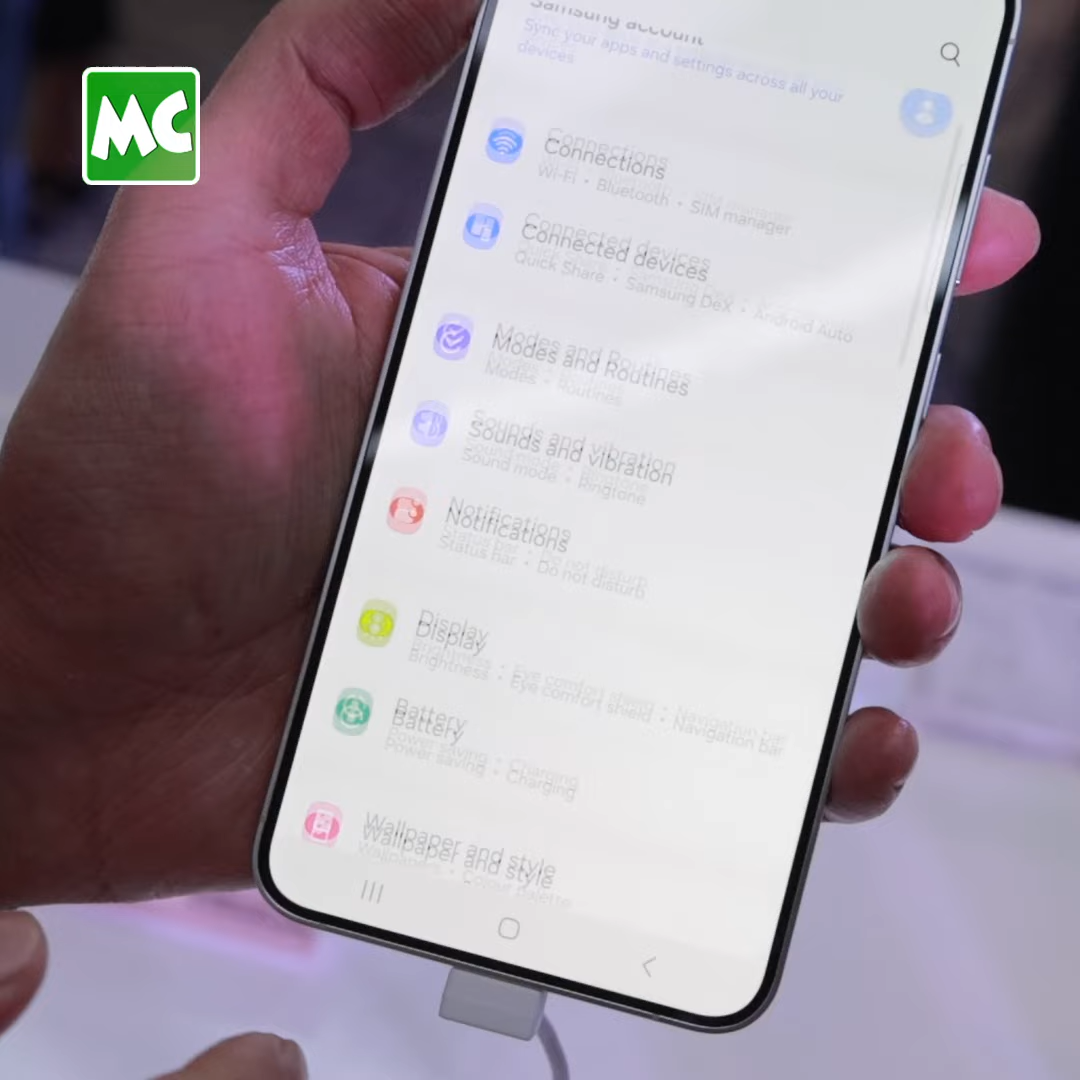 MC
Samsung account
Sync your apps and settings across all your
devices
Connections
Wi-Fi • Bluetooth • SIM manager
Connected devices
Quick Share • Samsung DeX • Android Auto
Modes and Routines
Modes • Routines
Sounds and vibration
Sound mode • Ringtone
Notifications
Status bar • Do not disturb
Display
Brightness • Eye comfort shield • Navigation bar
Battery
Power saving • Charging
Wallpaper and style
Wallpapers • Colour palette